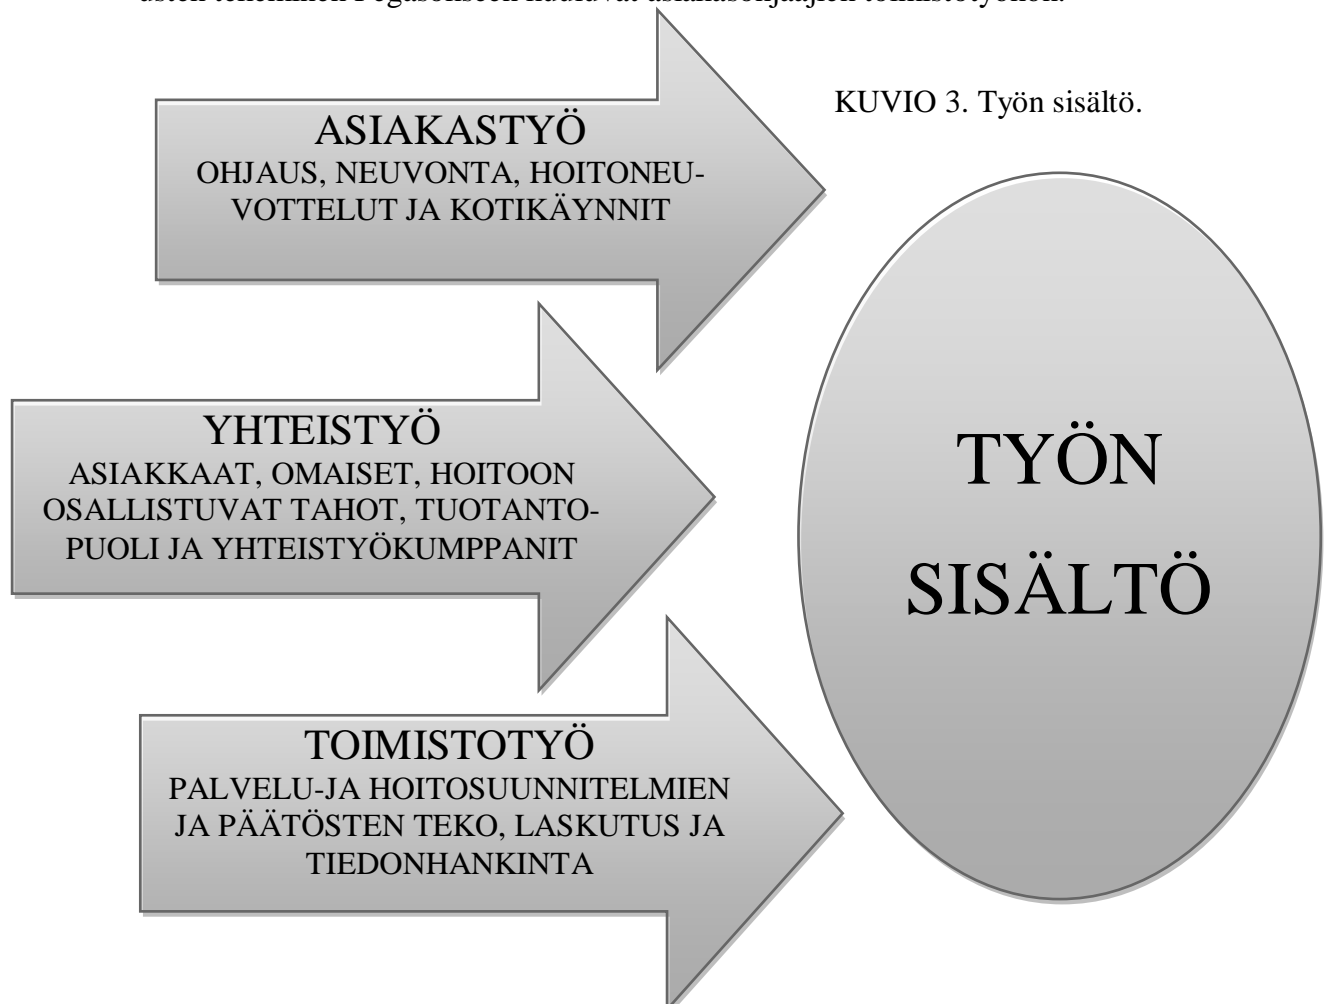 KUVIO 3. Työn sisältö.
ASIAKASTYÖ
OHJAUS, NEUVONTA, HOITONEU-
VOTTELUT JA KOTIKÄYNNIT
YHTEISTYÖ
ASIAKKAAT, OMAISET, HOITOON
OSALLISTUVAT TAHOT, TUOTANTO-
PUOLI JA YHTEISTYÖKUMPPANIT
TOIMISTOTYÖ
PALVELU-JA HOITOSUUNNITELMIEN
JA PÄÄTÖSTEN TEKO, LASKUTUS JA
TIEDONHANKINTA
TYÖN
SISÄLTÖ